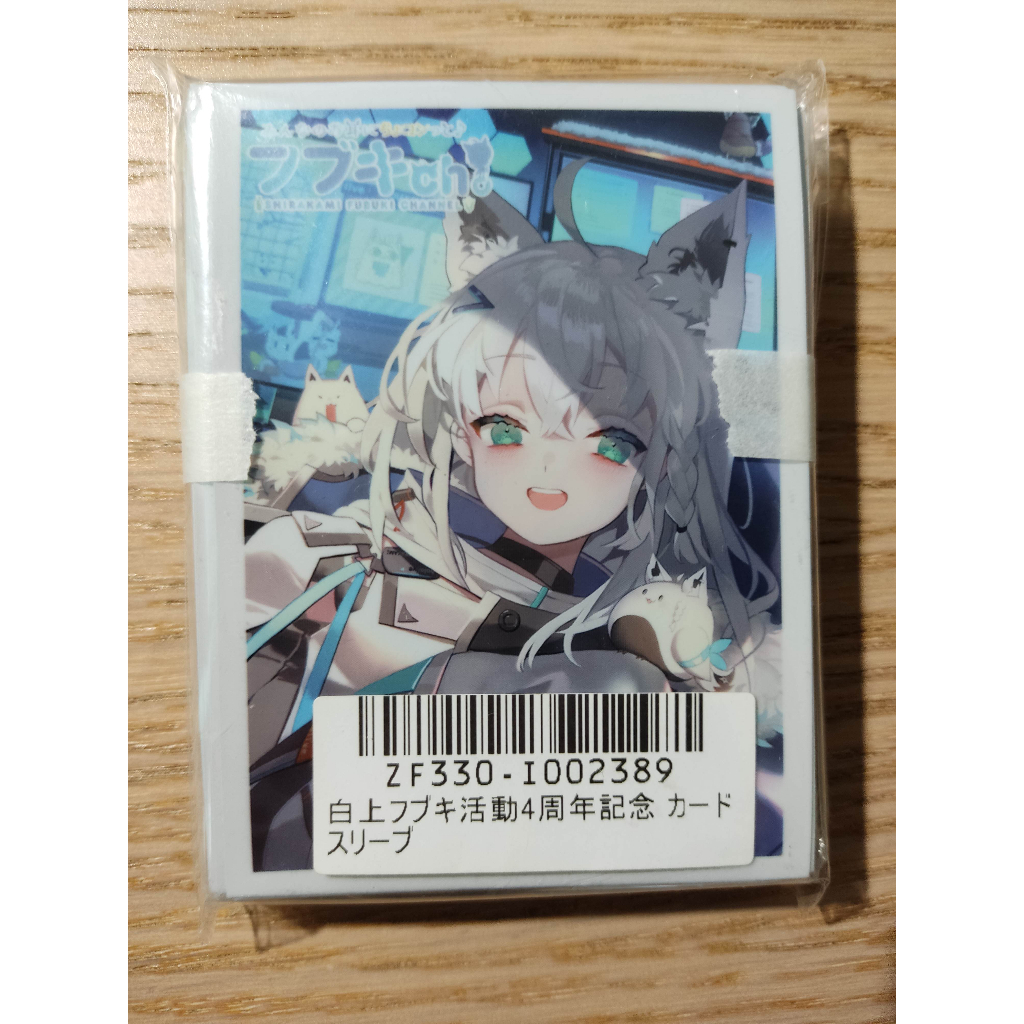 フブキch
SHIRAKAMI FUBUKI CHANNEL
ZF330-I002389
白上フブキ活動4周年記念 カード
スリーブ